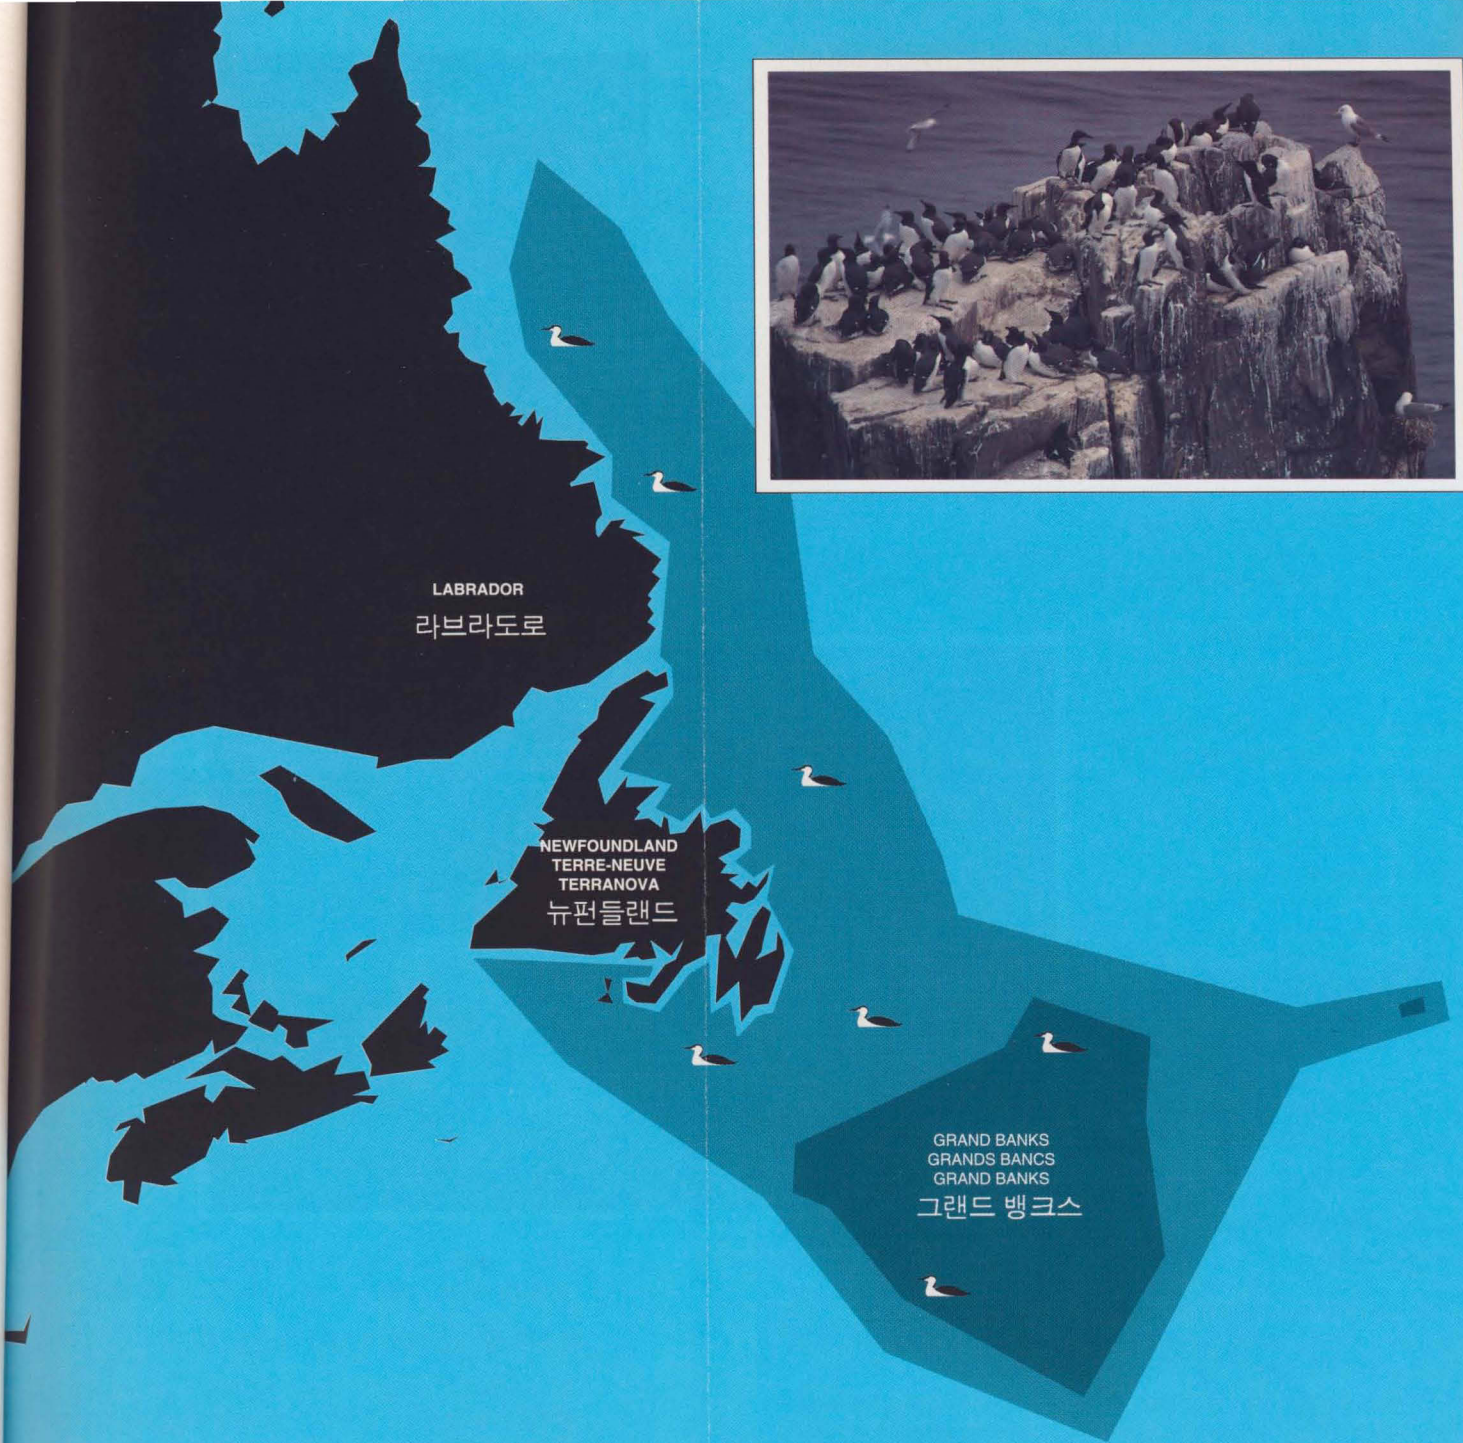 LABRADOR
라브라도로
NEWFOUNDLAND
TERRE-NEUVE
TERRANOVA
뉴펀들랜드
GRAND BANKS
GRANDS BANCS
GRAND BANKS
그랜드 뱅크스